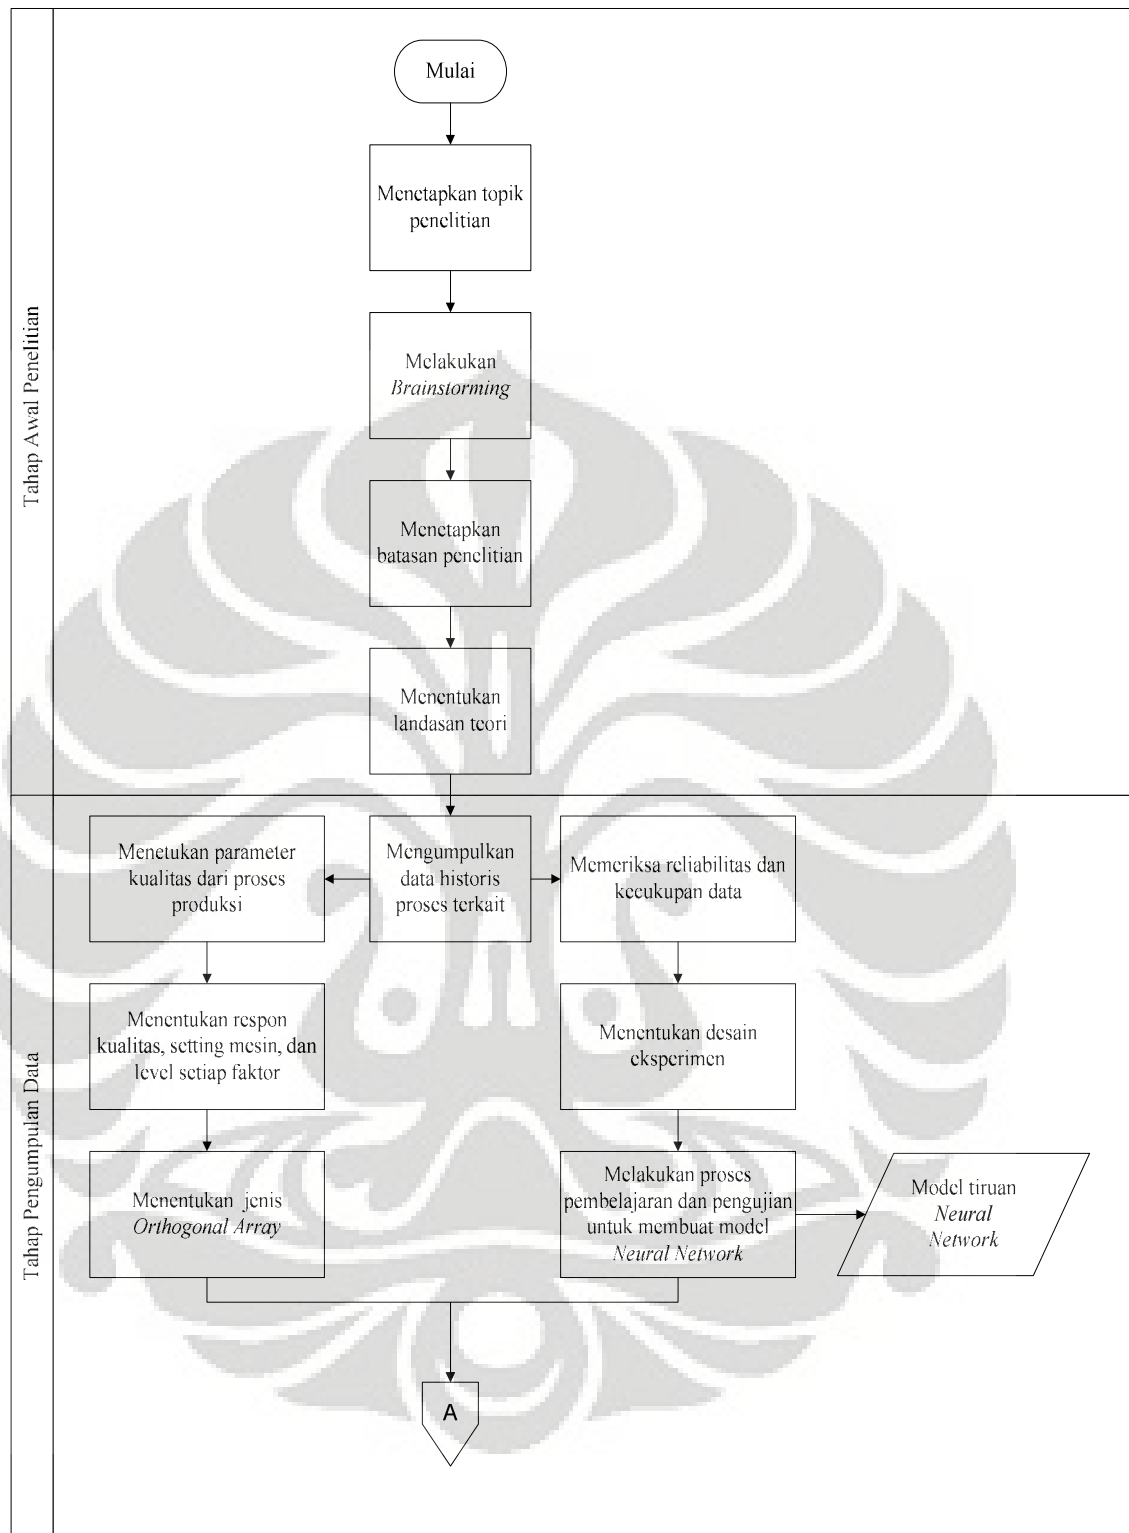 Tahap Awal Penelitian
Mulai
Menetapkan topik
penelitian
Melakukan
Brainstorming
Menetapkan
batasan penelitian
Menentukan
landasan teori
Tahap Pengumpulan Data
Menetukan parameter
kualitas dari proses
produksi
Mengumpulkan
data historis
proses terkait
Memeriksa reliabilitas dan
kecukupan data
Menentukan respon
kualitas, setting mesin, dan
level setiap faktor
Menentukan desain
eksperimen
Menentukan jenis
Orthogonal Array
Melakukan proses
pembelajaran dan pengujian
untuk membuat model
Neural Network
Model tiruan
Neural
Network
A